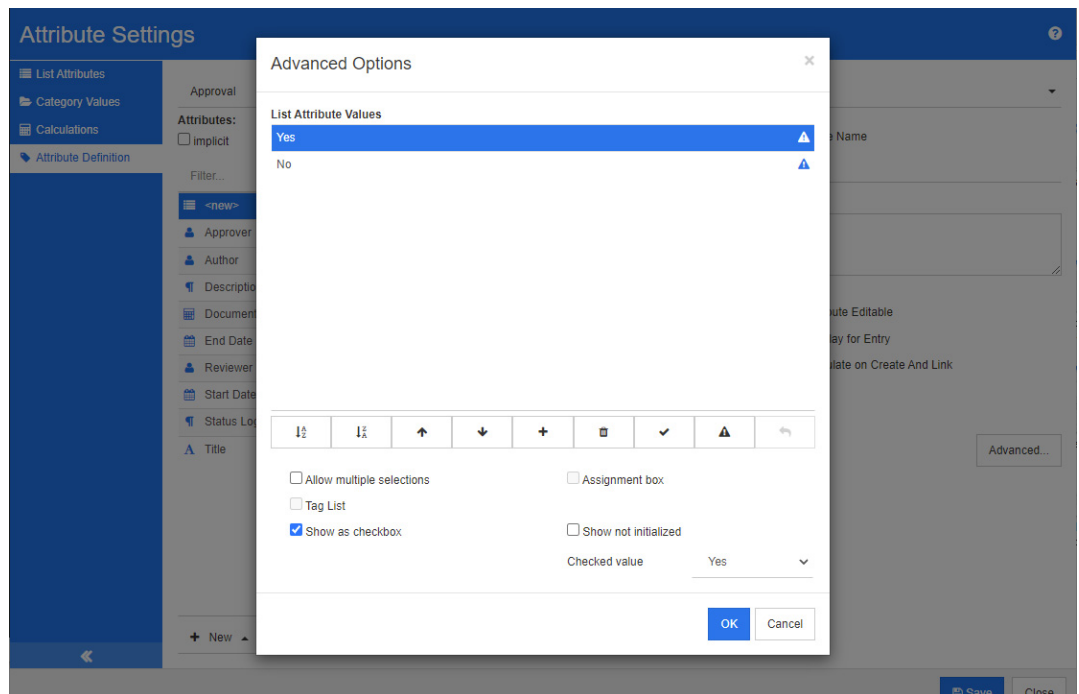 Attribute Settings
List Attributes
Category Values
Calculations
Attribute Definition
Approval
Attributes:
implicit
Filter...
<new>
Approver
Author
Descriptio
Document
End Date
Reviewer
Start Date
Status Log
Title
New
Advanced Options
×
List Attribute Values
Yes
No
Allow multiple selections
Assignment box
Tag List
Show as checkbox
Show not initialized
Checked value
Yes
OK
Cancel
Name
ute Editable
lay for Entry
ulate on Create And Link
Advanced...
Save
Close